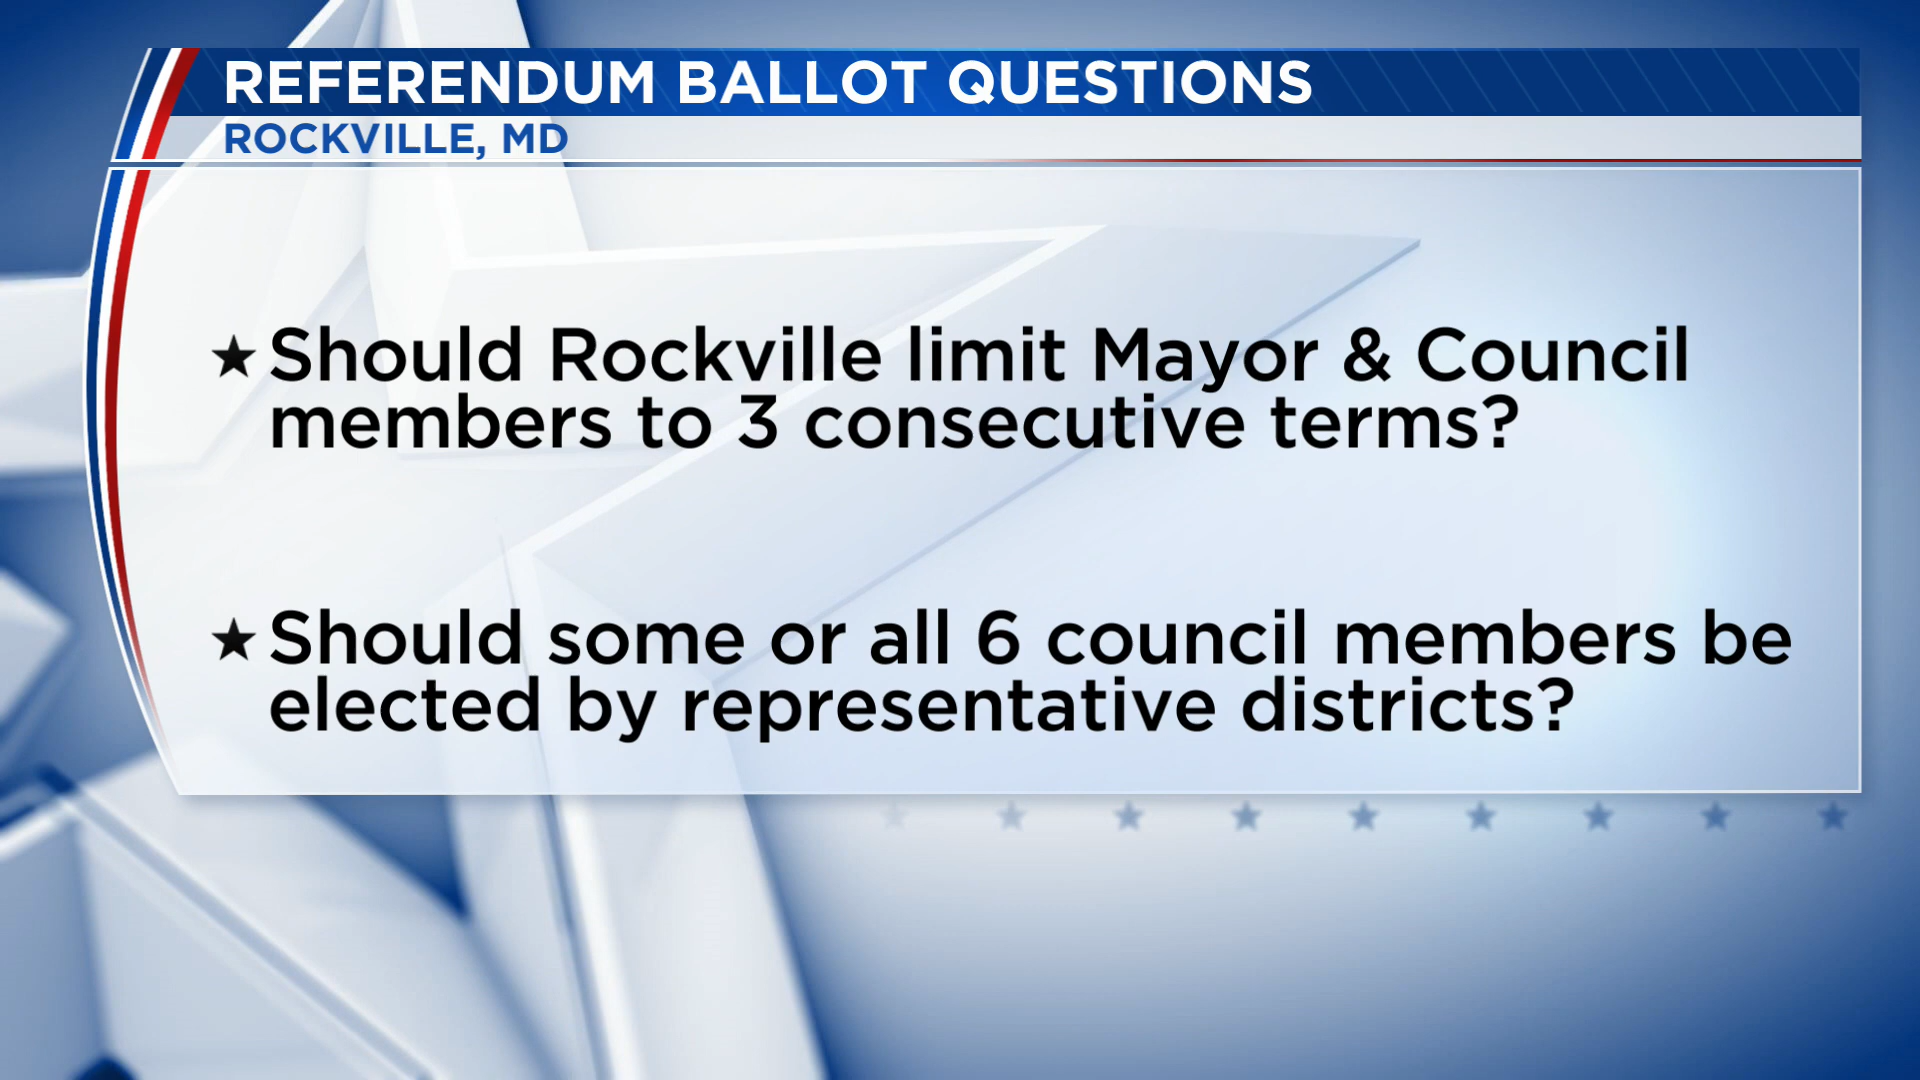 REFERENDUM BALLOT QUESTIONS
ROCKVILLE, MD
★ Should Rockville limit Mayor & Council
members to 3 consecutive terms?
★ Should some or all 6 council members be
elected by representative districts?